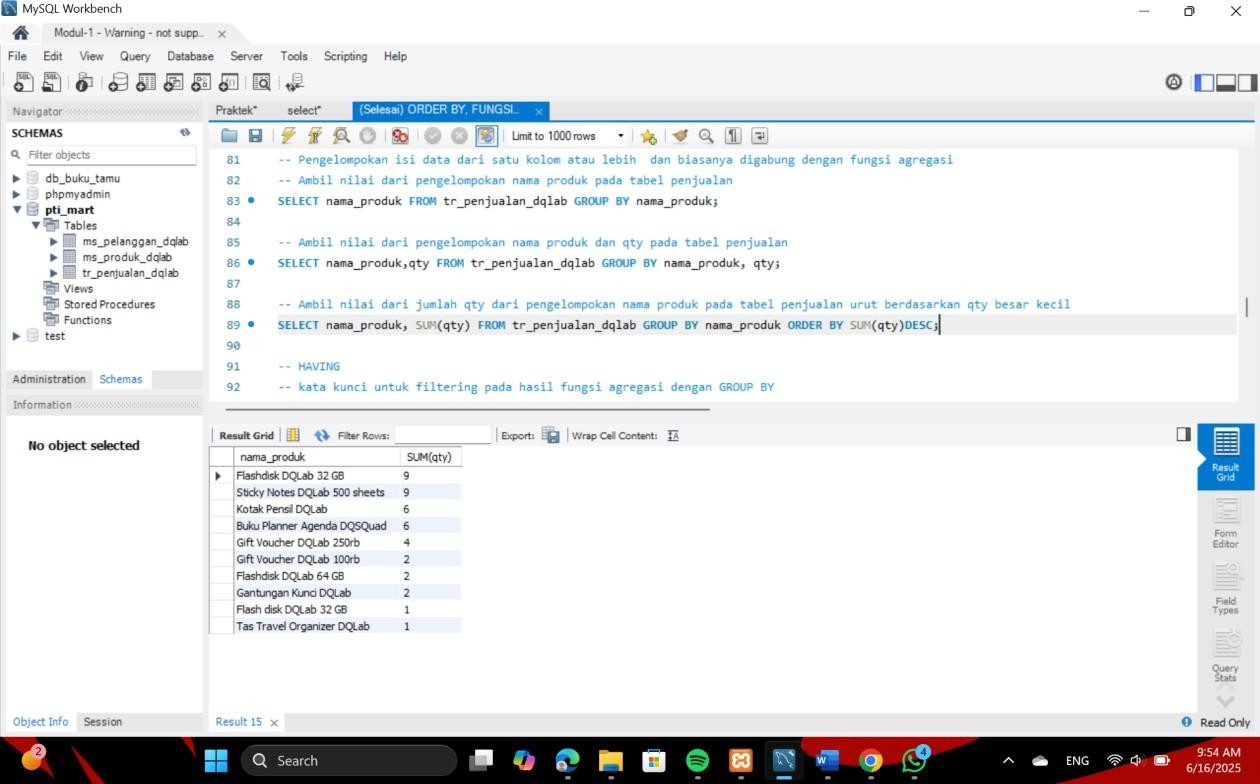 MySQL Workbench
Modul-1 - Warning - not supp..
File Edit View Query Database Server Tools Scripting Help
Navigator
SCHEMAS
Filter objects
db_buku_tamu
phpmyadmin
pti_mart
Tables
ms_pelanggan_dqlab
ms_produk_dqlab
tr_penjualan_dqlab
Views
Stored Procedures
Functions
test
Administration Schemas
Information
No object selected
Object Info Session
Praktek* select* (Selesai) ORDER BY, FUNGSI...
Limit to 1000 rows
81 -- Pengelompokan isi data dari satu kolom atau lebih  dan biasanya digabung dengan fungsi agregasi
82 -- Ambil nilai dari pengelompokan nama produk pada tabel penjualan
83 SELECT nama_produk FROM tr_penjualan_dqlab GROUP BY nama_produk;
84
85 -- Ambil nilai dari pengelompokan nama produk dan qty pada tabel penjualan
86 SELECT nama_produk,qty FROM tr_penjualan_dqlab GROUP BY nama_produk, qty;
87
88 -- Ambil nilai dari jumlah qty dari pengelompokan nama produk pada tabel penjualan urut berdasarkan qty besar kecil
89 SELECT nama_produk, SUM(qty) FROM tr_penjualan_dqlab GROUP BY nama_produk ORDER BY SUM(qty)DESC;
90
91 -- HAVING
92 -- kata kunci untuk filtering pada hasil fungsi agregasi dengan GROUP BY
Result Grid Filter Rows: Export: Wrap Cell Content:
nama_produk SUM(qty)
Flashdisk DQLab 32 GB 9
Sticky Notes DQLab 500 sheets 9
Kotak Pensil DQLab 6
Buku Planner Agenda DQSQuad 6
Gift Voucher DQLab 250rb 4
Gift Voucher DQLab 100rb 2
Flashdisk DQLab 64 GB 2
Gantungan Kunci DQLab 2
Flash disk DQLab 32 GB 1
Tas Travel Organizer DQLab 1
Result
Grid
Form
Editor
Field
Types
Query
Stats
Result 15
Read Only
2
Search
4
ENG
9:54 AM
6/16/2025